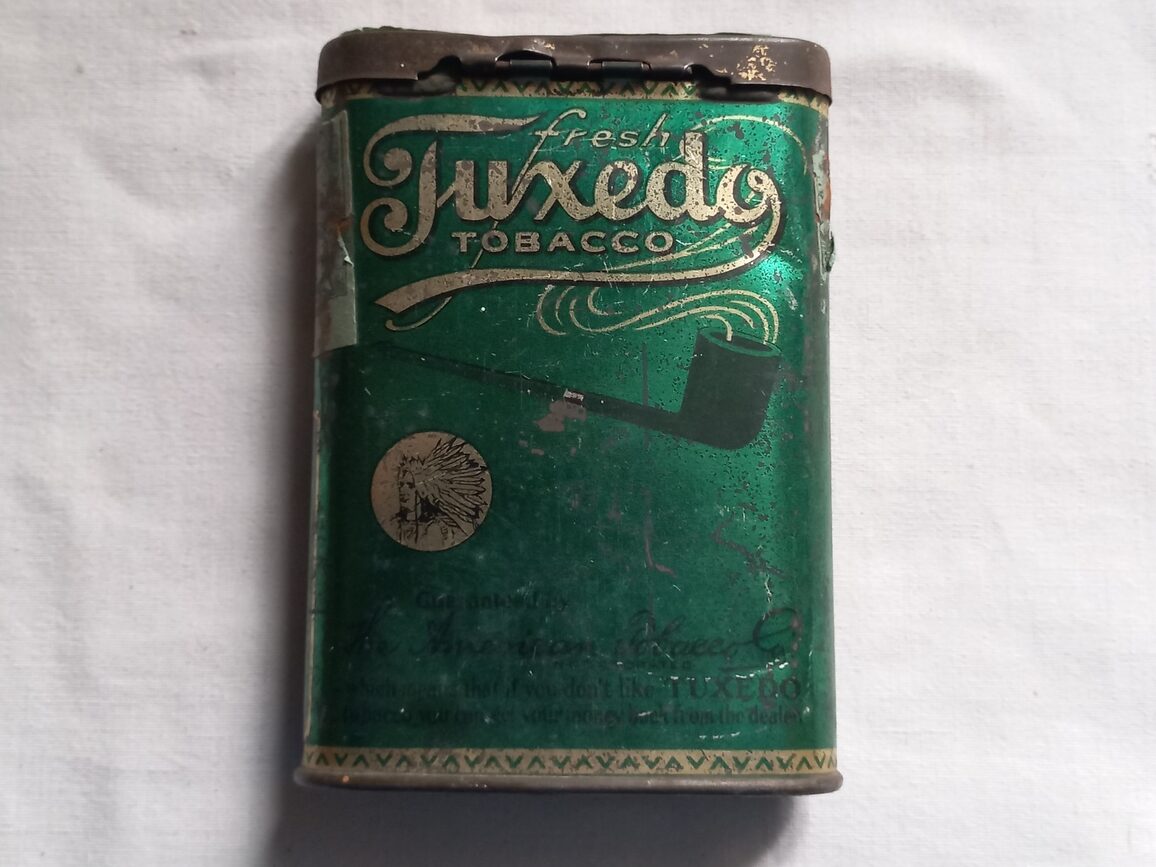 fresh
Tuxedo
TOBACCO
Guaranteed by
The American Tobacco Co.
INCORPORATED
which means that if you don't like TUXEDO
tobacco you can get your money back from the dealer